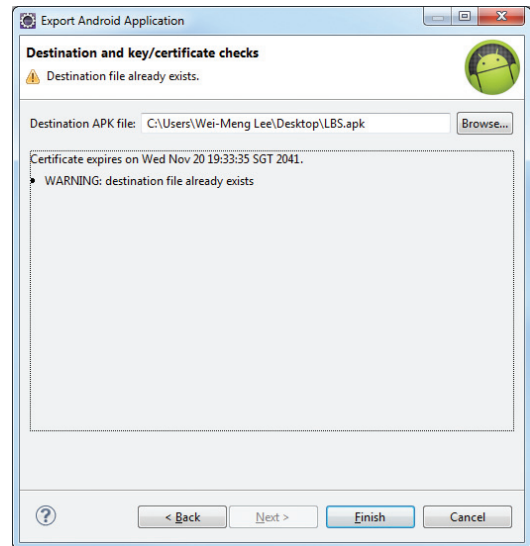 Export Android Application
Destination and key/certificate checks
Destination file already exists.
Destination APK file: C:\Users\Wei-Meng Lee\Desktop\LBS.apk Browse...
Certificate expires on Wed Nov 20 19:33:35 SGT 2041.
• WARNING: destination file already exists
? < Back Next > Finish Cancel